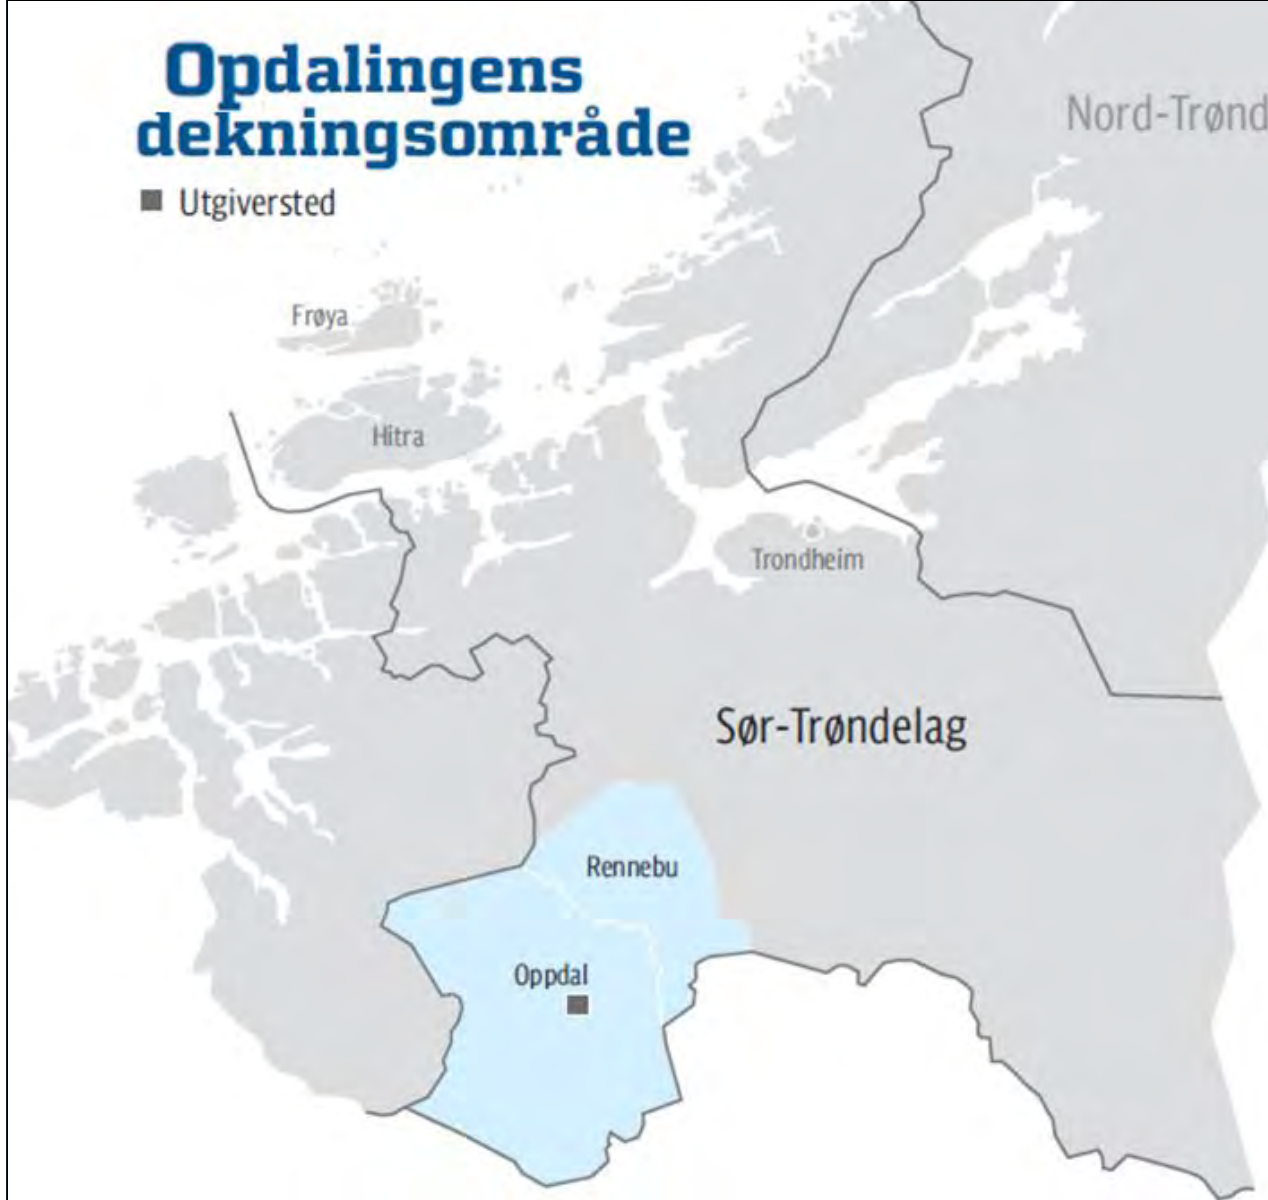 Opdalingens
dekningsområde
Utgiversted
Nord-Trønd
Frøya
Hitra
Trondheim
Sør-Trøndelag
Rennebu
Oppdal